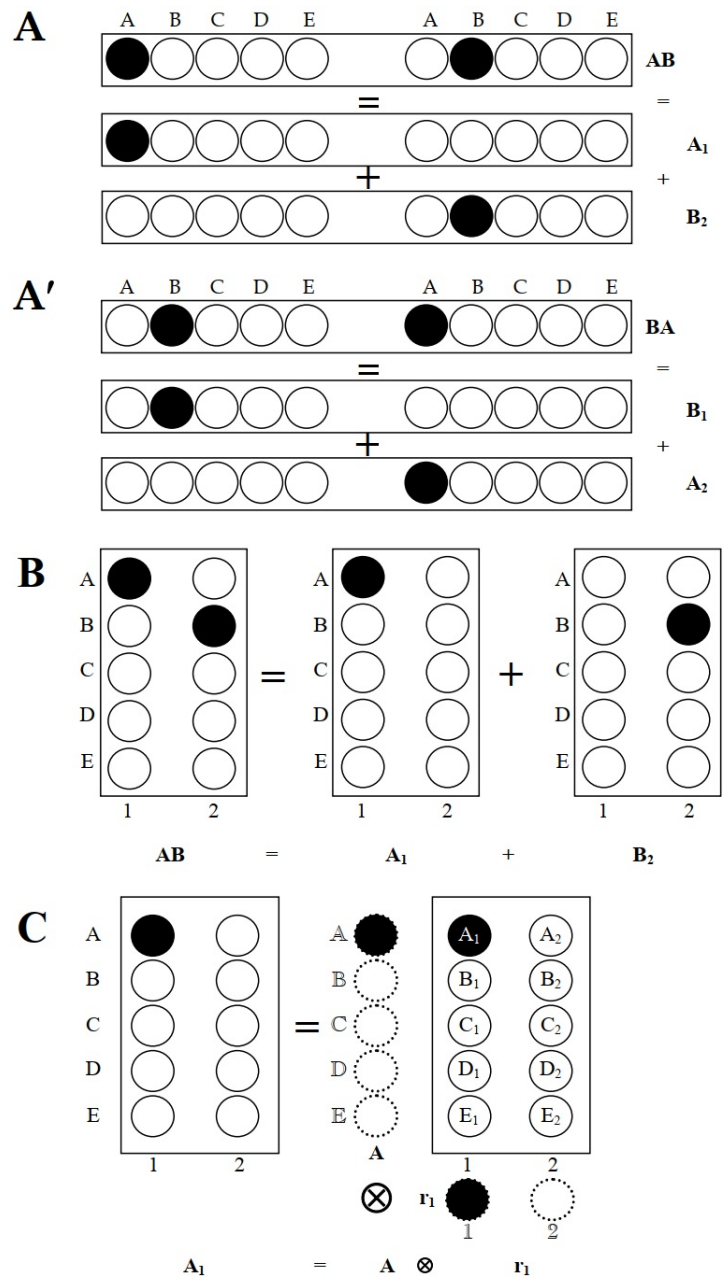 A
A B C D E A B C D E
AB
= =
A₁
+ +
B₂
A′
A B C D E A B C D E
BA
= =
B₁
+ +
A₂
B
A A A
B B B
C C C
= +
D D D
E E E
1 2 1 2 1 2
AB = A₁ + B₂
C
A 𝔸 A₁ A₂
B 𝔹 B₁ B₂
C = ℂ C₁ C₂
D 𝔻 D₁ D₂
E 𝔼 E₁ E₂
1 2 A 1 2
⊗ r₁
𝟙 𝟚
A₁ = A ⊗ r₁